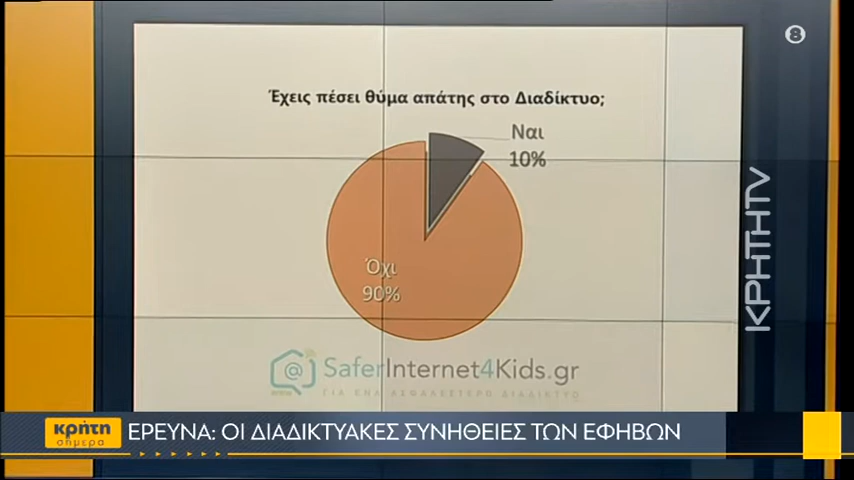 8
Έχεις πέσει θύμα απάτης στο Διαδίκτυο;
Ναι
10%
Όχι
90%
ΚΡΗΤΗTV
SaferInternet4Kids.gr
ΓΙΑ ΕΝΑ ΑΣΦΑΛΕΣΤΕΡΟ ΔΙΑΔΙΚΤΥΟ
κρήτη
σήμερα
ΕΡΕΥΝΑ: ΟΙ ΔΙΑΔΙΚΤΥΑΚΕΣ ΣΥΝΗΘΕΙΕΣ ΤΩΝ ΕΦΗΒΩΝ